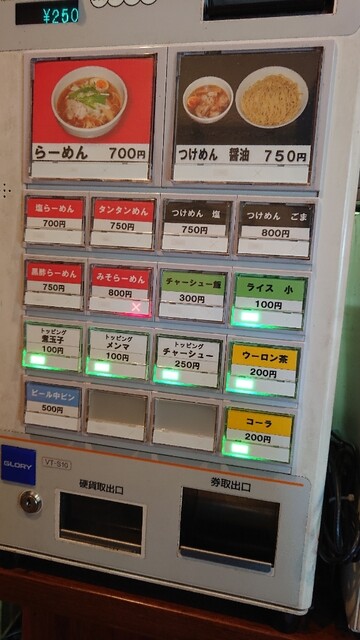 ¥250
らーめん 700円
つけめん 醤油 750円
塩らーめん
700円
タンタンめん
750円
つけめん 塩
750円
つけめん ごま
800円
黒酢らーめん
750円
みそらーめん
800円
チャーシュー飯
300円
ライス 小
100円
トッピング
煮玉子
100円
トッピング
メンマ
100円
トッピング
チャーシュー
250円
ウーロン茶
200円
ビール中ビン
500円
コーラ
200円
GLORY
VT-S10
硬貨取出口
券取出口